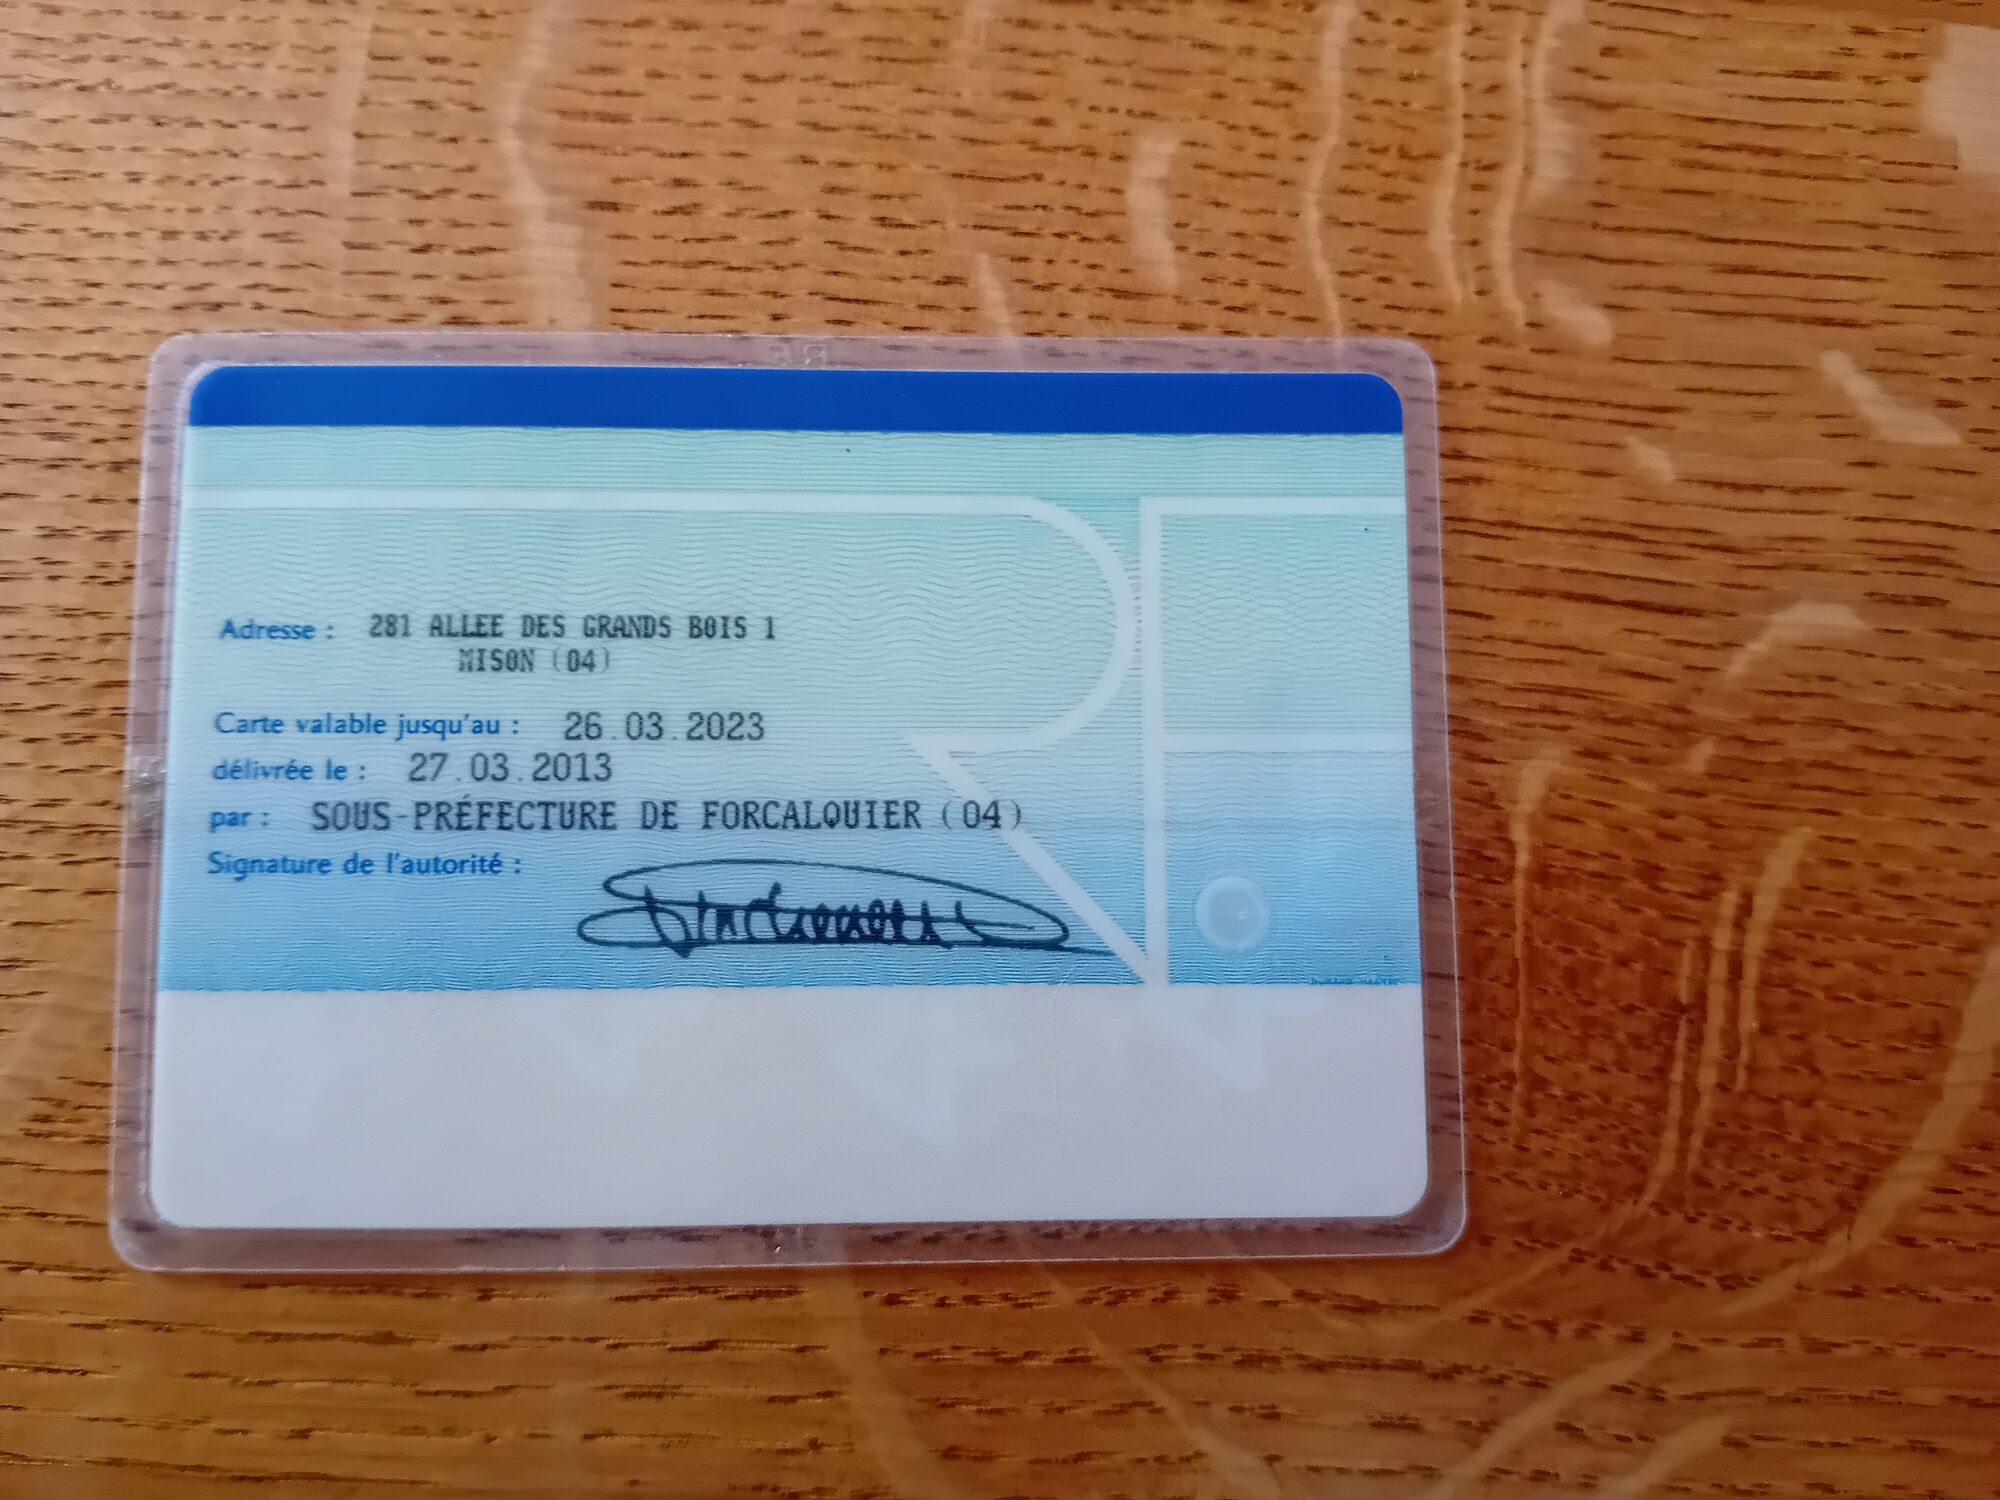 Adresse : 281 ALLEE DES GRANDS BOIS 1
MISON (04)
Carte valable jusqu'au : 26.03.2023
délivrée le : 27.03.2013
par : SOUS-PRÉFECTURE DE FORCALQUIER (04)
Signature de l'autorité :